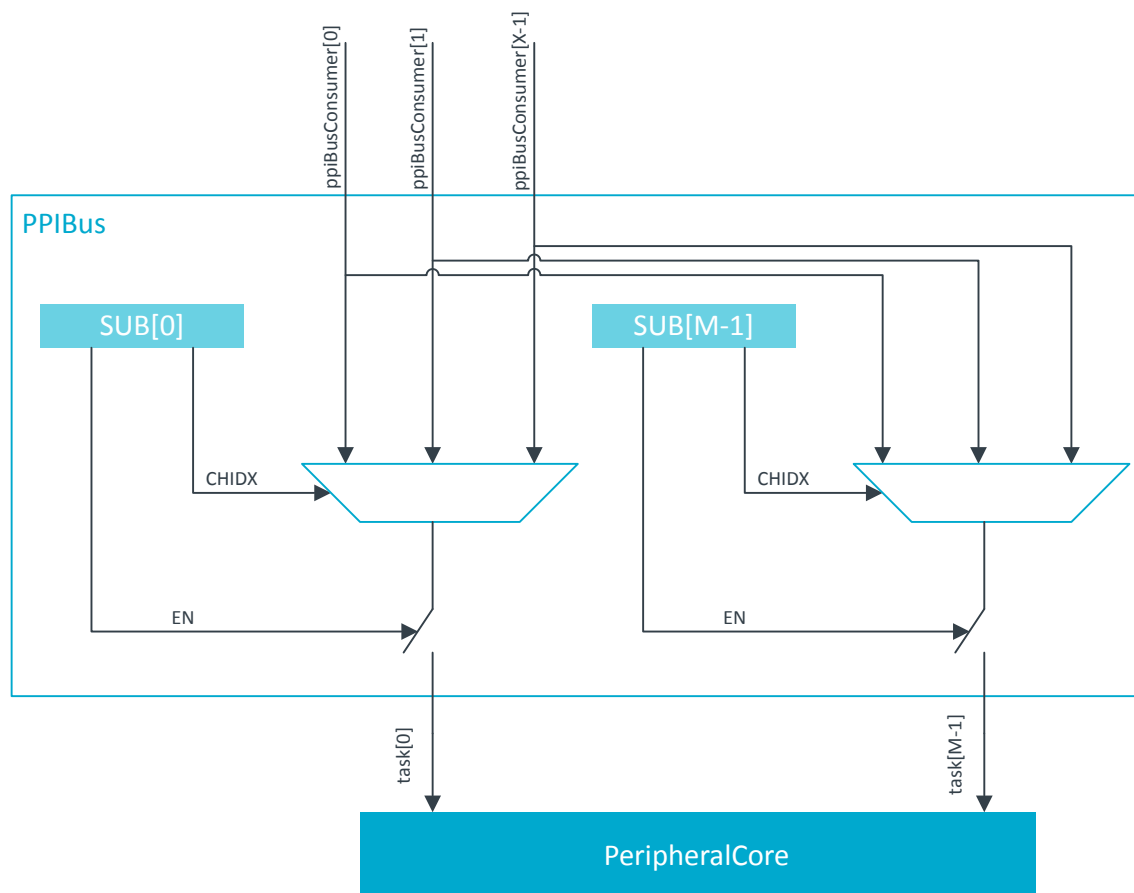 ppiBusConsumer[0]
ppiBusConsumer[1]
ppiBusConsumer[X-1]
PPIBus
SUB[0]
SUB[M-1]
CHIDX
CHIDX
EN
EN
task[0]
task[M-1]
PeripheralCore